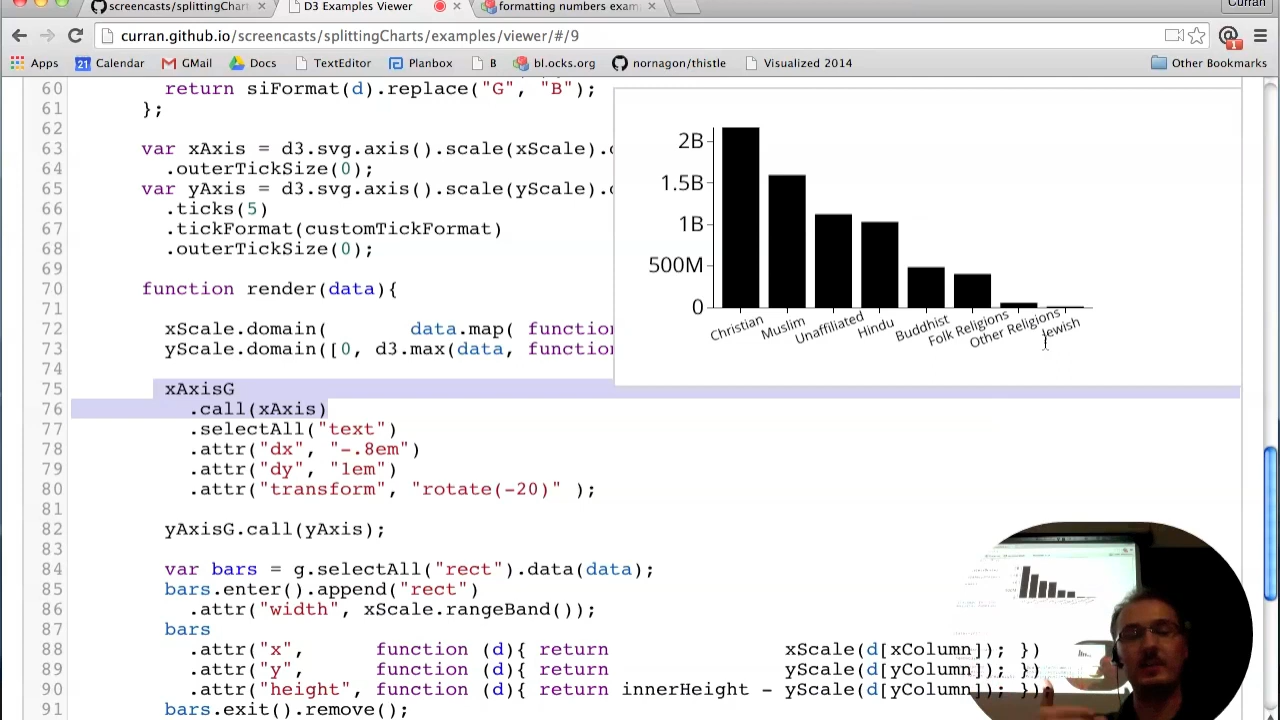 screencasts/splittingChart
D3 Examples Viewer
formatting numbers exam
Curran
curran.github.io/screencasts/splittingCharts/examples/viewer/#/9
1
Apps
21 Calendar
GMail
Docs
TextEditor
Planbox
B
bl.ocks.org
nornagon/thistle
Visualized 2014
Other Bookmarks
60 return siFormat(d).replace("G", "B");
61 };
62
63 var xAxis = d3.svg.axis().scale(xScale).
64 .outerTickSize(0);
65 var yAxis = d3.svg.axis().scale(yScale).
66 .ticks(5)
67 .tickFormat(customTickFormat)
68 .outerTickSize(0);
69
70 function render(data){
71
72 xScale.domain( data.map( function
73 yScale.domain([0, d3.max(data, function
74
75 xAxisG
76 .call(xAxis)
77 .selectAll("text")
78 .attr("dx", "-.8em")
79 .attr("dy", "1em")
80 .attr("transform", "rotate(-20)" );
81
82 yAxisG.call(yAxis);
83
84 var bars = g.selectAll("rect").data(data);
85 bars.enter().append("rect")
86 .attr("width", xScale.rangeBand());
87 bars
88 .attr("x", function (d){ return xScale(d[xColumn]); })
89 .attr("y", function (d){ return yScale(d[yColumn]); })
90 .attr("height", function (d){ return innerHeight - yScale(d[yColumn]); });
91 bars.exit().remove();
2B
1.5B
1B
500M
0
Christian
Muslim
Unaffiliated
Hindu
Buddhist
Folk Religions
Other Religions
Jewish